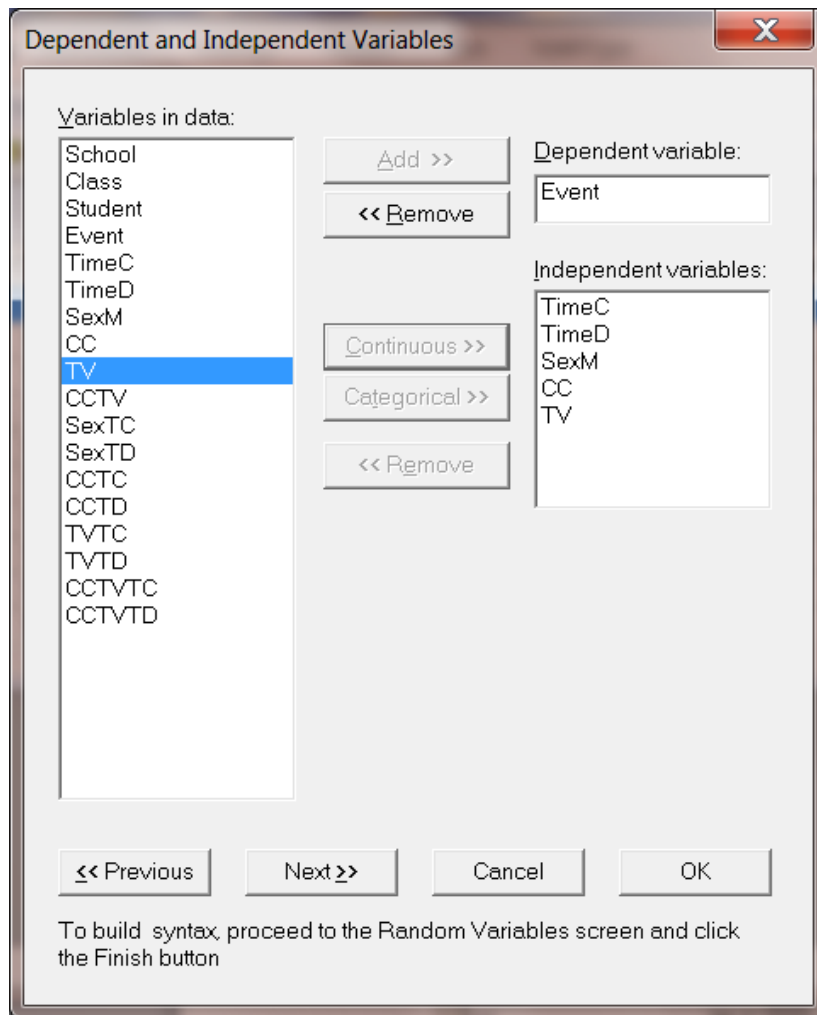 Dependent and Independent Variables
Variables in data:
School
Class
Student
Event
TimeC
TimeD
SexM
CC
TV
CCTV
SexTC
SexTD
CCTC
CCTD
TVTC
TVTD
CCTVTC
CCTVTD
Add >>
<< Remove
Continuous >>
Categorical >>
<< Remove
Dependent variable:
Event
Independent variables:
TimeC
TimeD
SexM
CC
TV
<< Previous
Next >>
Cancel
OK
To build syntax, proceed to the Random Variables screen and click
the Finish button